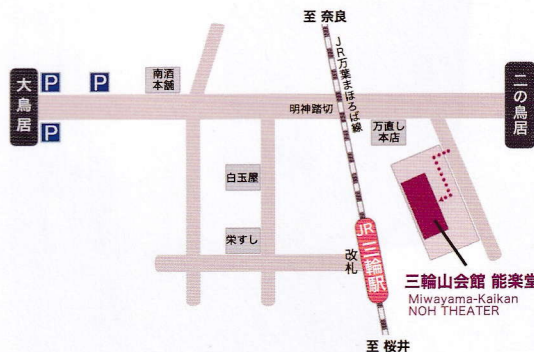 至 奈良
JR万葉まほろば線
大鳥居
P
P
P
南酒
本舗
明神踏切
万直し
本店
二の鳥居
白玉屋
栄すし
改札
JR三輪駅
三輪山会館 能楽堂
Miwayama-Kaikan
NOH THEATER
至 桜井